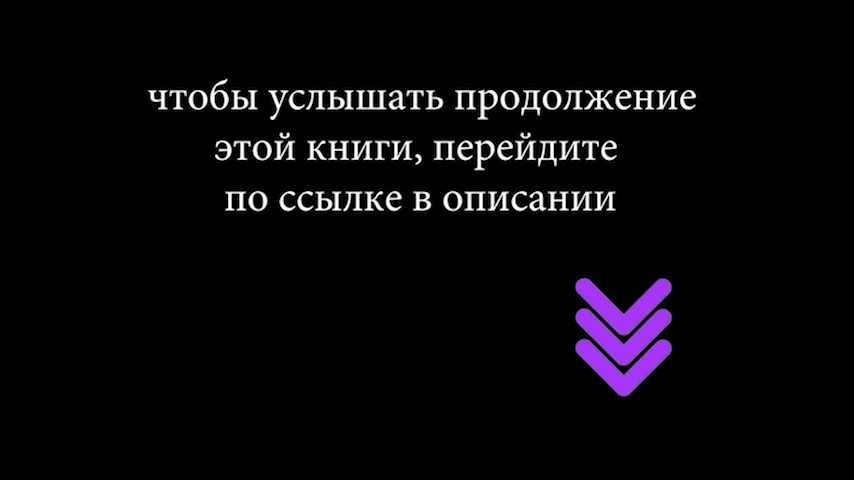 чтобы услышать продолжение
этой книги, перейдите
по ссылке в описании